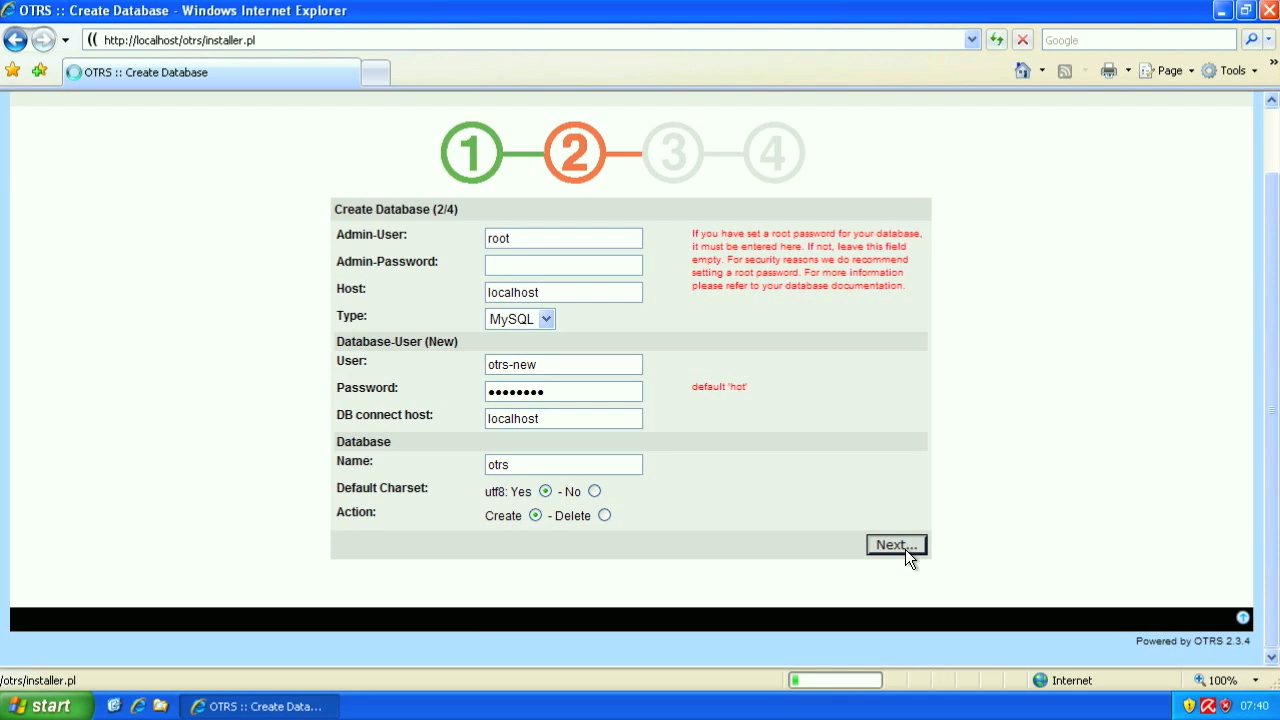 OTRS :: Create Database - Windows Internet Explorer
http://localhost/otrs/installer.pl
Google
OTRS :: Create Database
Page
Tools
1
2
3
4
Create Database (2/4)
Admin-User:
root
If you have set a root password for your database,
it must be entered here. If not, leave this field
empty. For security reasons we do recommend
setting a root password. For more information
please refer to your database documentation.
Admin-Password:
Host:
localhost
Type:
MySQL
Database-User (New)
User:
otrs-new
Password:
••••••••
default 'hot'
DB connect host:
localhost
Database
Name:
otrs
Default Charset:
utf8: Yes - No
Action:
Create - Delete
Next...
Powered by OTRS 2.3.4
/otrs/installer.pl
Internet
100%
start
OTRS :: Create Data...
07:40